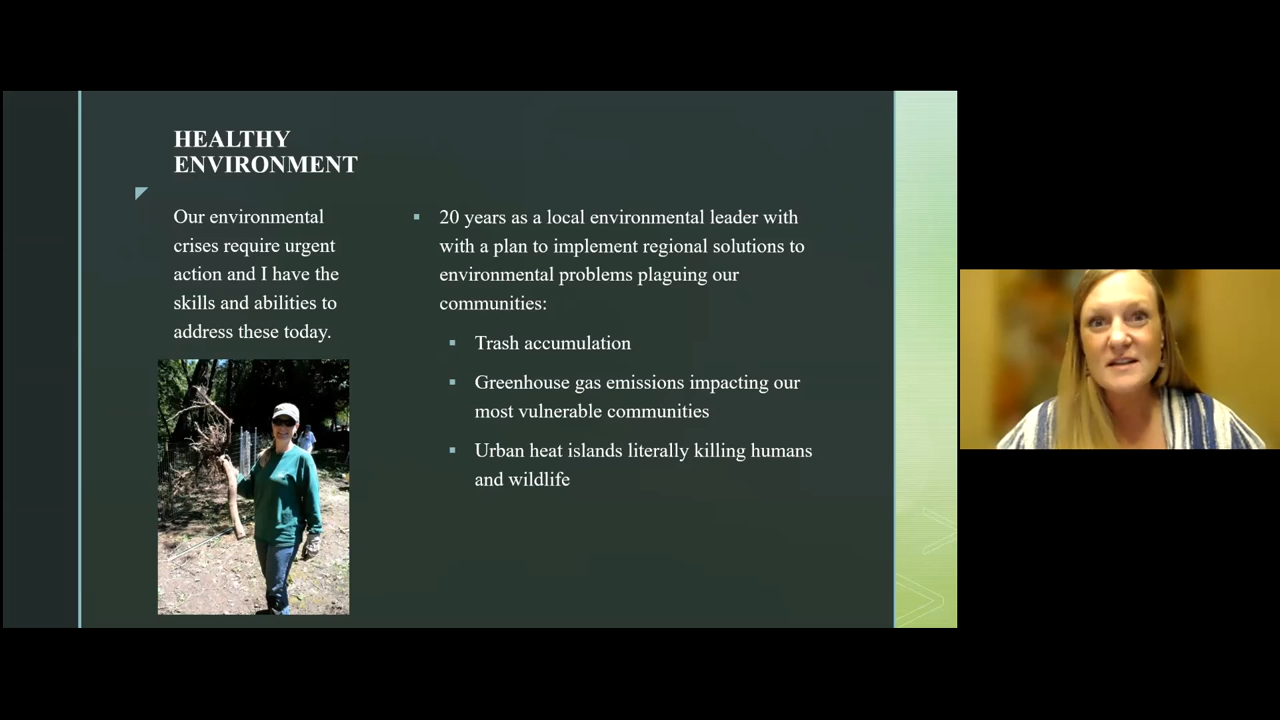 HEALTHY
ENVIRONMENT
Our environmental
crises require urgent
action and I have the
skills and abilities to
address these today.
▪ 20 years as a local environmental leader with
with a plan to implement regional solutions to
environmental problems plaguing our
communities:
▪ Trash accumulation
▪ Greenhouse gas emissions impacting our
most vulnerable communities
▪ Urban heat islands literally killing humans
and wildlife